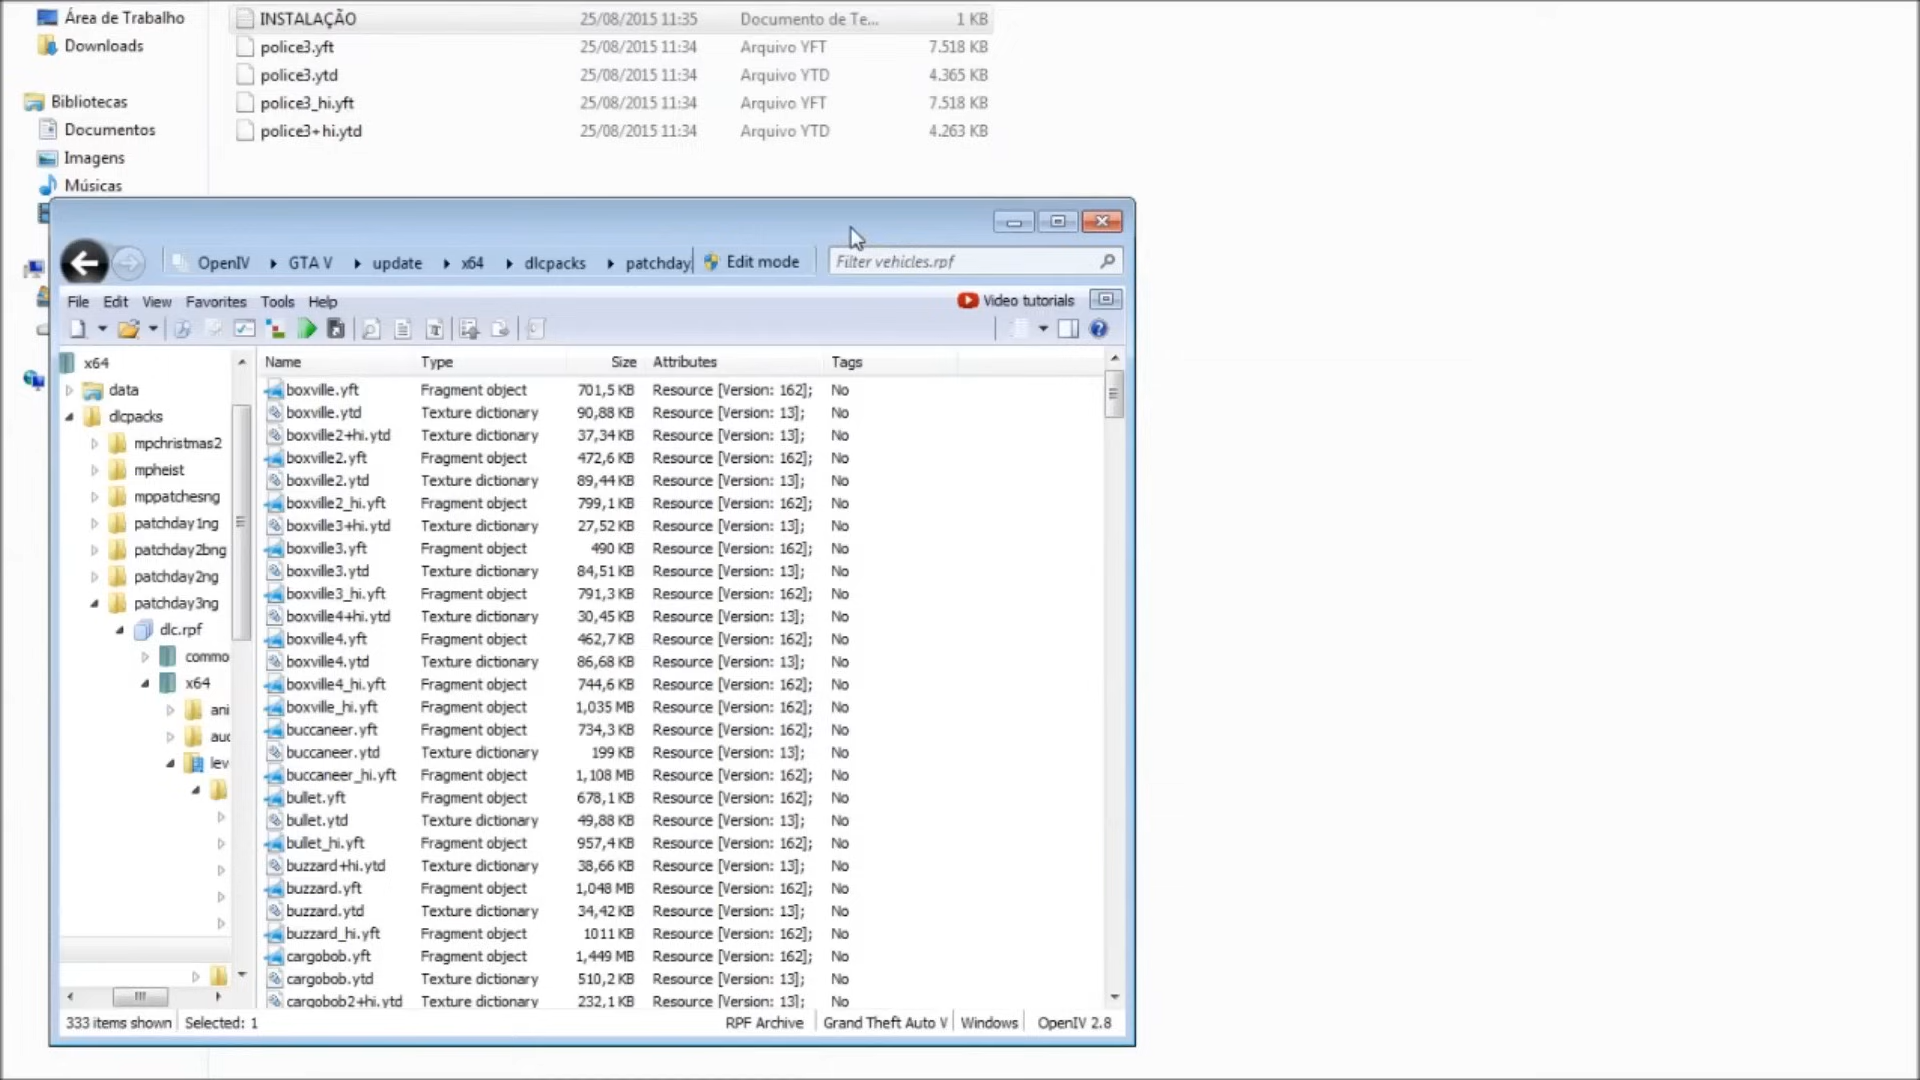 Área de Trabalho
Downloads
Bibliotecas
Documentos
Imagens
Músicas
INSTALAÇÃO 25/08/2015 11:35 Documento de Te... 1 KB
police3.yft 25/08/2015 11:34 Arquivo YFT 7.518 KB
police3.ytd 25/08/2015 11:34 Arquivo YTD 4.365 KB
police3_hi.yft 25/08/2015 11:34 Arquivo YFT 7.518 KB
police3+hi.ytd 25/08/2015 11:34 Arquivo YTD 4.263 KB
OpenIV GTA V update x64 dlcpacks patchday Edit mode Filter vehicles.rpf
File Edit View Favorites Tools Help Video tutorials
x64
data
dlcpacks
mpchristmas2
mpheist
mppatchesng
patchday1ng
patchday2bng
patchday2ng
patchday3ng
dlc.rpf
commo
x64
ani
auc
lev
Name Type Size Attributes Tags
boxville.yft Fragment object 701,5 KB Resource [Version: 162]; No
boxville.ytd Texture dictionary 90,88 KB Resource [Version: 13]; No
boxville2+hi.ytd Texture dictionary 37,34 KB Resource [Version: 13]; No
boxville2.yft Fragment object 472,6 KB Resource [Version: 162]; No
boxville2.ytd Texture dictionary 89,44 KB Resource [Version: 13]; No
boxville2_hi.yft Fragment object 799,1 KB Resource [Version: 162]; No
boxville3+hi.ytd Texture dictionary 27,52 KB Resource [Version: 13]; No
boxville3.yft Fragment object 490 KB Resource [Version: 162]; No
boxville3.ytd Texture dictionary 84,51 KB Resource [Version: 13]; No
boxville3_hi.yft Fragment object 791,3 KB Resource [Version: 162]; No
boxville4+hi.ytd Texture dictionary 30,45 KB Resource [Version: 13]; No
boxville4.yft Fragment object 462,7 KB Resource [Version: 162]; No
boxville4.ytd Texture dictionary 86,68 KB Resource [Version: 13]; No
boxville4_hi.yft Fragment object 744,6 KB Resource [Version: 162]; No
boxville_hi.yft Fragment object 1,035 MB Resource [Version: 162]; No
buccaneer.yft Fragment object 734,3 KB Resource [Version: 162]; No
buccaneer.ytd Texture dictionary 199 KB Resource [Version: 13]; No
buccaneer_hi.yft Fragment object 1,108 MB Resource [Version: 162]; No
bullet.yft Fragment object 678,1 KB Resource [Version: 162]; No
bullet.ytd Texture dictionary 49,88 KB Resource [Version: 13]; No
bullet_hi.yft Fragment object 957,4 KB Resource [Version: 162]; No
buzzard+hi.ytd Texture dictionary 38,66 KB Resource [Version: 13]; No
buzzard.yft Fragment object 1,048 MB Resource [Version: 162]; No
buzzard.ytd Texture dictionary 34,42 KB Resource [Version: 13]; No
buzzard_hi.yft Fragment object 1011 KB Resource [Version: 162]; No
cargobob.yft Fragment object 1,449 MB Resource [Version: 162]; No
cargobob.ytd Texture dictionary 510,2 KB Resource [Version: 13]; No
cargobob2+hi.ytd Texture dictionary 232,1 KB Resource [Version: 13]; No
333 items shown Selected: 1 RPF Archive Grand Theft Auto V Windows OpenIV 2.8